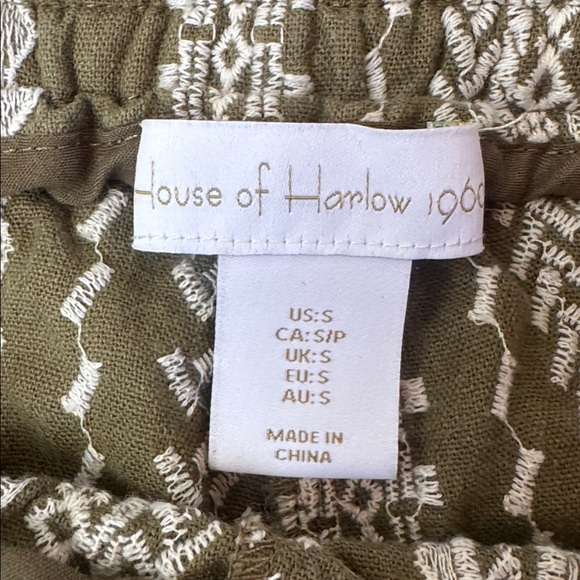 House of Harlow 1960
US:S
CA:S/P
UK:S
EU:S
AU:S
MADE IN
CHINA